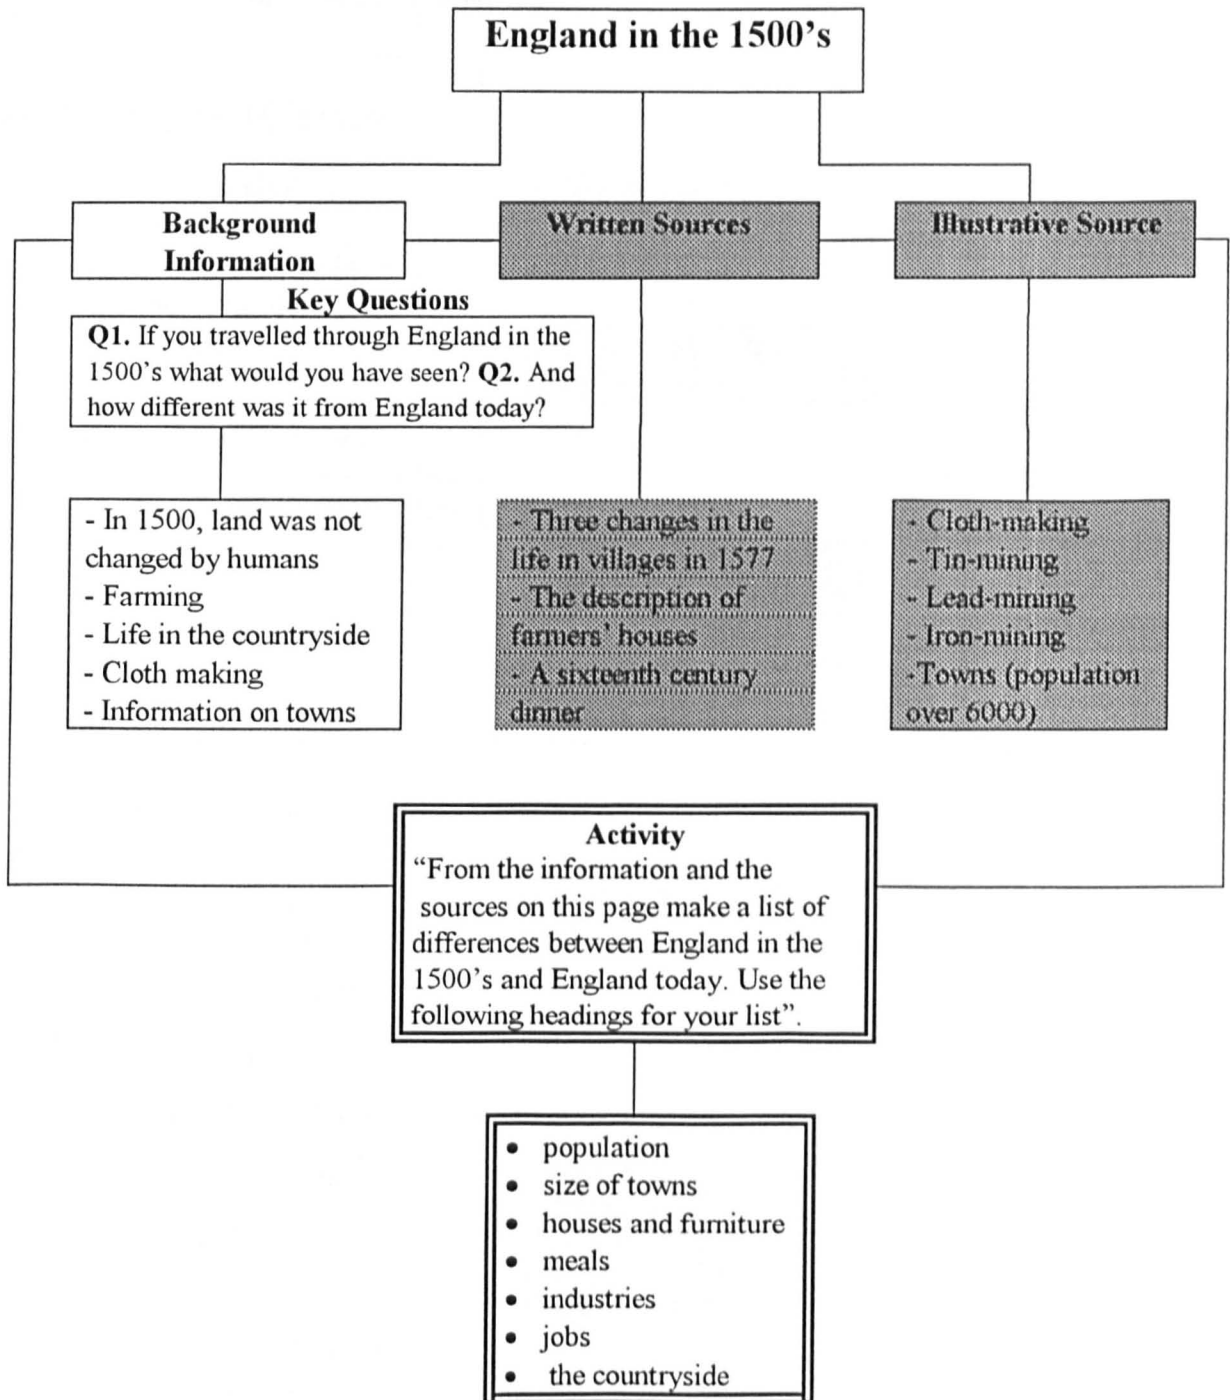 England in the 1500's
Background
Information
Written Sources
Illustrative Source
Key Questions
Q1. If you travelled through England in the
1500's what would you have seen? Q2. And
how different was it from England today?
- In 1500, land was not
changed by humans
- Farming
- Life in the countryside
- Cloth making
- Information on towns
- Three changes in the
life in villages in 1577
- The description of
farmers' houses
- A sixteenth century
dinner
- Cloth-making
- Tin-mining
- Lead-mining
- Iron-mining
-Towns (population
over 6000)
Activity
“From the information and the
sources on this page make a list of
differences between England in the
1500's and England today. Use the
following headings for your list”.
• population
• size of towns
• houses and furniture
• meals
• industries
• jobs
• the countryside